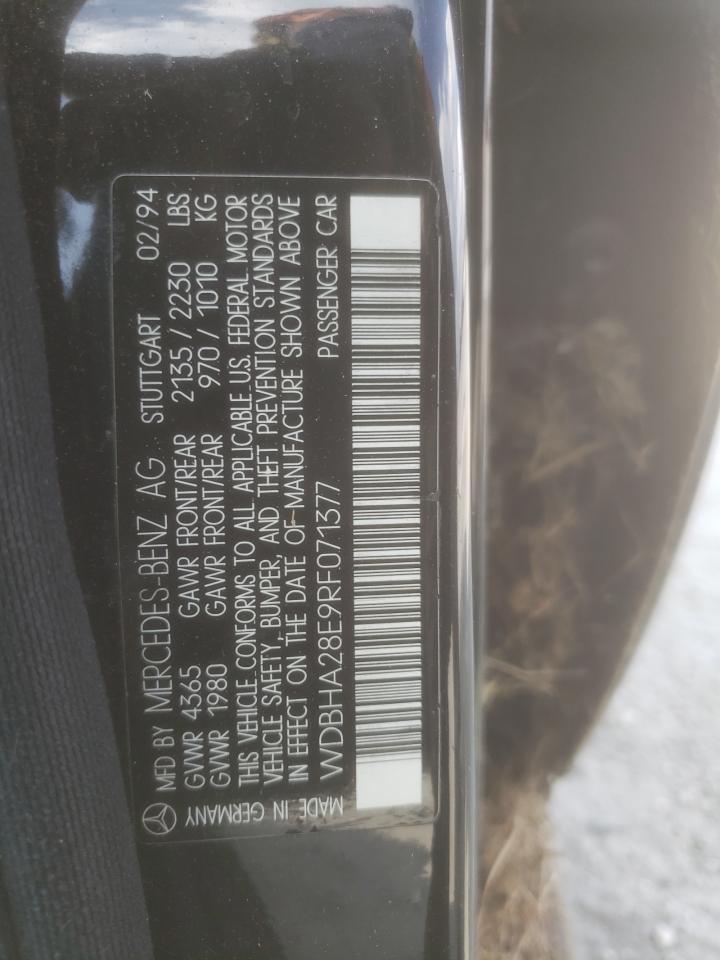 MFD BY MERCEDES-BENZ AG STUTTGART 02/94
GVWR 4365 GAWR FRONT/REAR 2135 / 2230 LBS
GVWR 1980 GAWR FRONT/REAR 970 / 1010 KG
THIS VEHICLE CONFORMS TO ALL APPLICABLE U.S. FEDERAL MOTOR
VEHICLE SAFETY, BUMPER, AND THEFT PREVENTION STANDARDS
IN EFFECT ON THE DATE OF MANUFACTURE SHOWN ABOVE
WDBHA28E9RF071377 PASSENGER CAR
MADE IN GERMANY